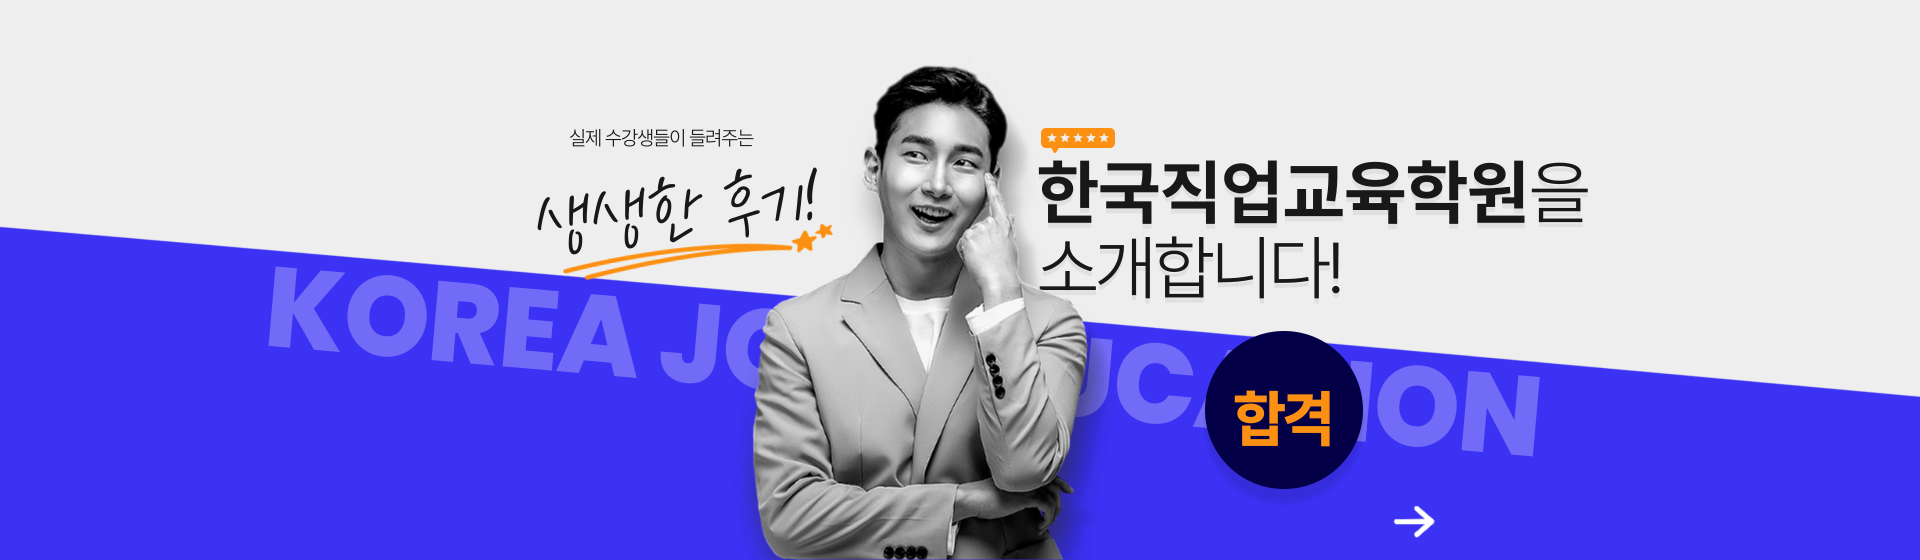 실제 수강생들이 들려주는
생생한 후기!
한국직업교육학원을
소개합니다!
KOREA JO UCA ION
합격